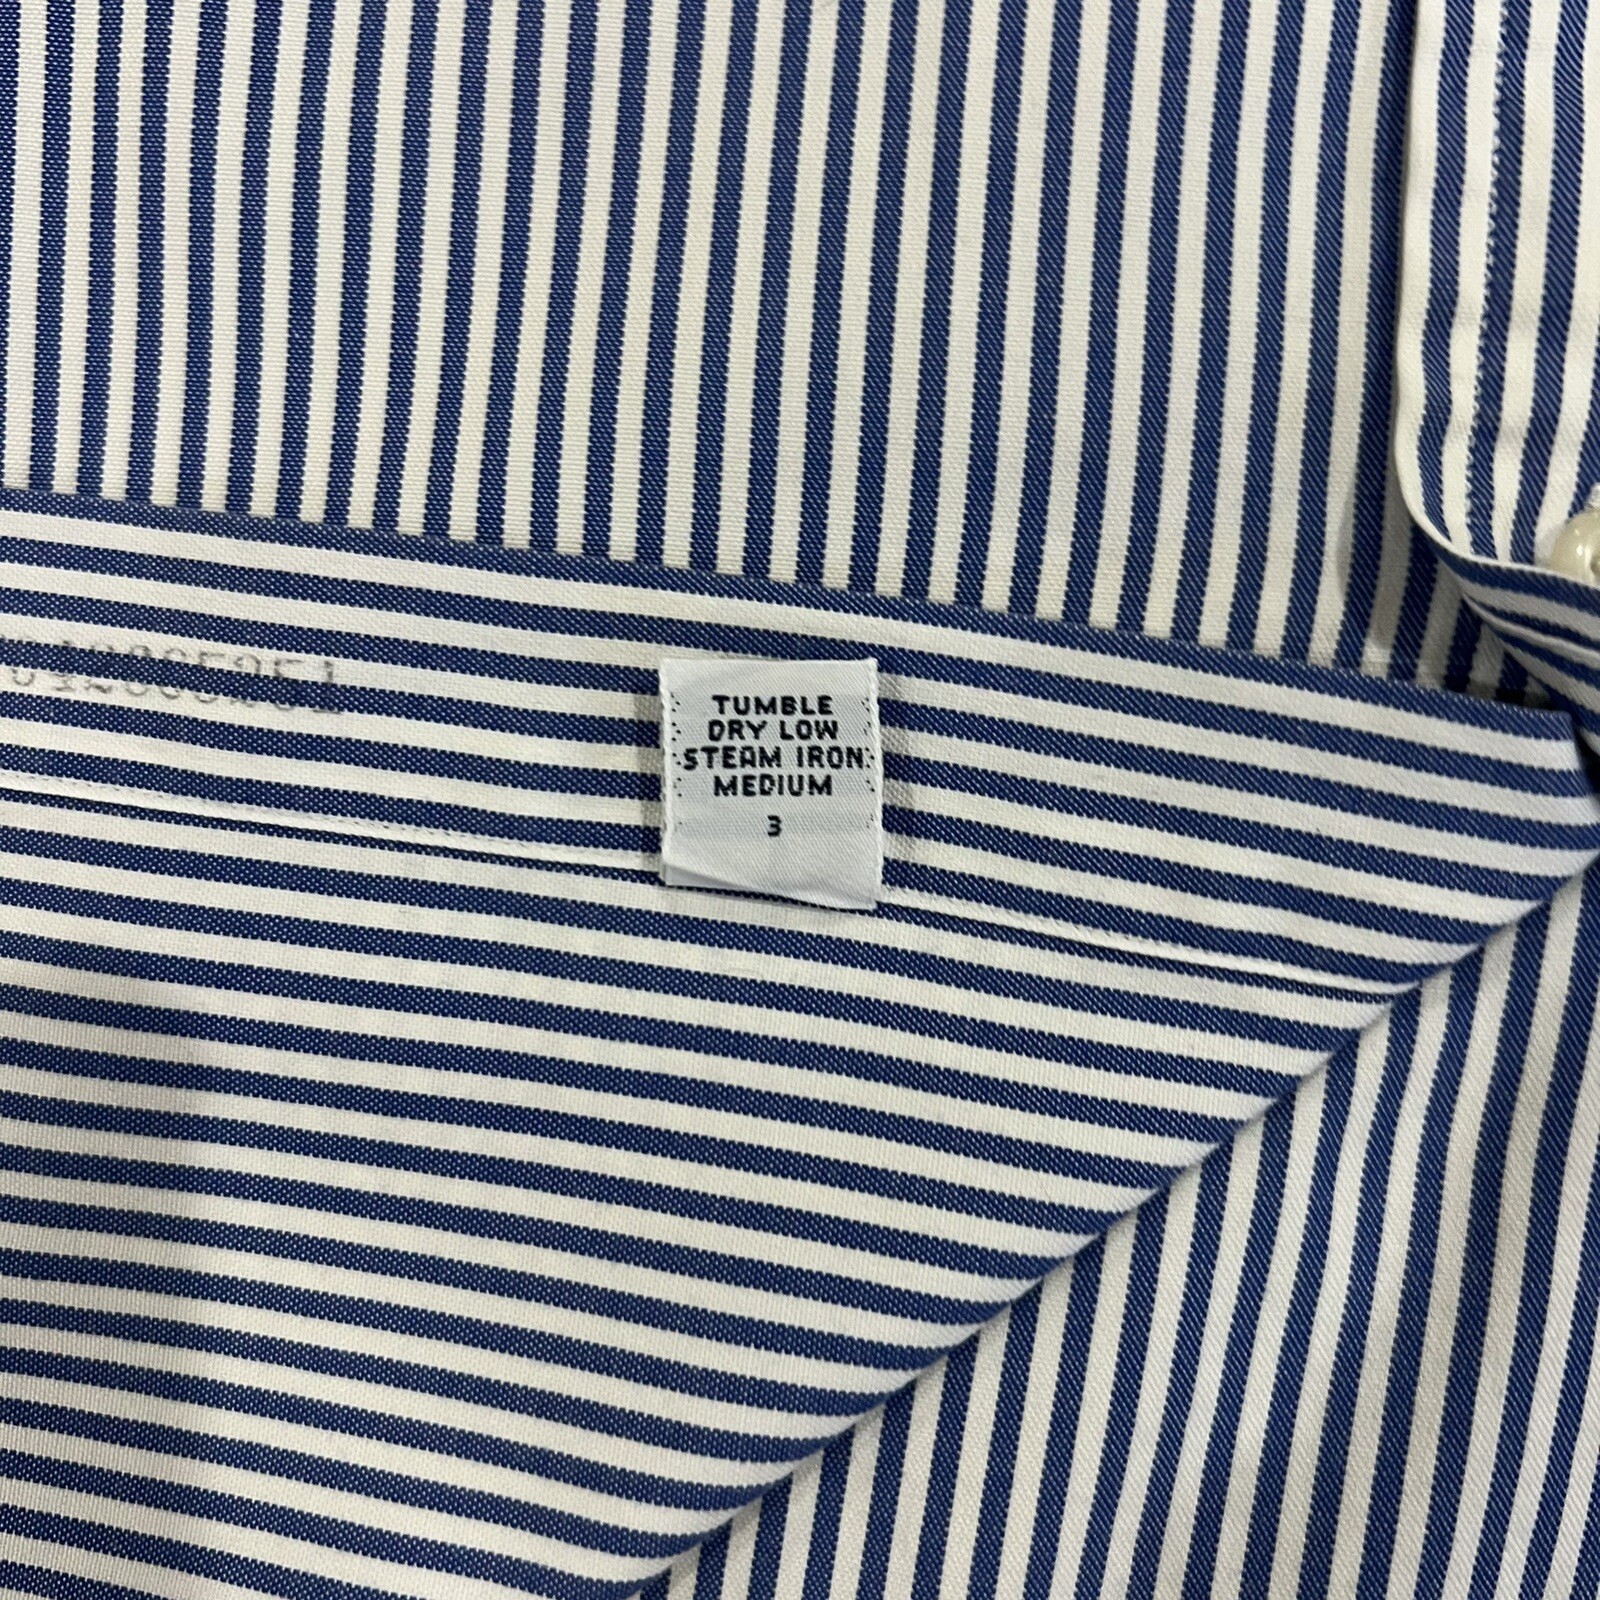 TUMBLE
DRY LOW
STEAM IRON
MEDIUM
3